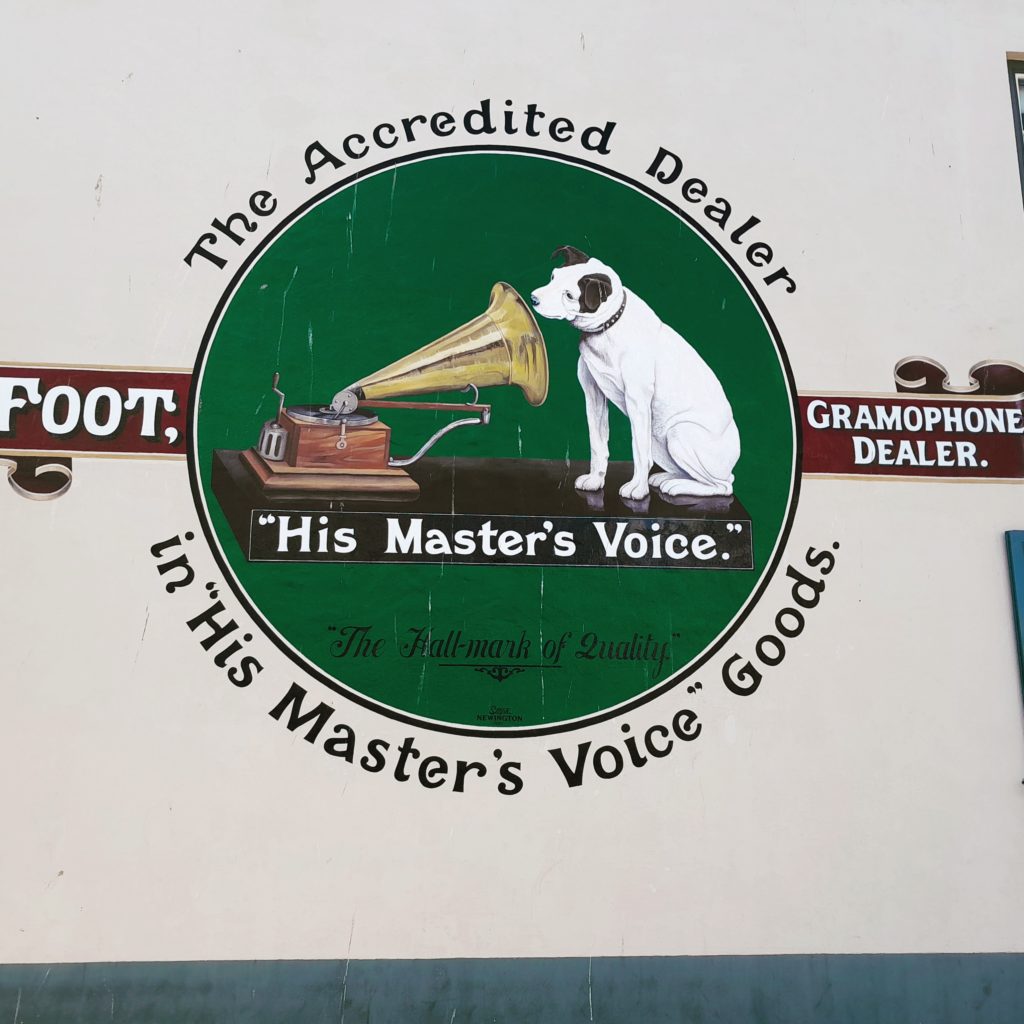 The Accredited Dealer
FOOT;
GRAMOPHONE
DEALER.
"His Master's Voice."
"The Hall-mark of Quality."
NEWINGTON
in "His Master's Voice" Goods.